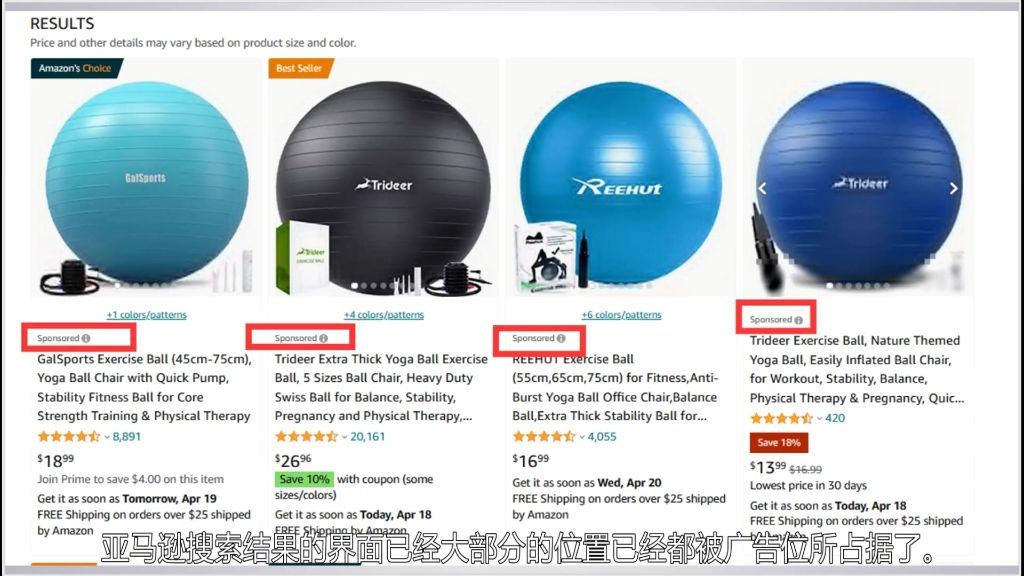 RESULTS
Price and other details may vary based on product size and color.
Amazon's Choice
GalSports
+1 colors/patterns
Sponsored
GalSports Exercise Ball (45cm-75cm),
Yoga Ball Chair with Quick Pump,
Stability Fitness Ball for Core
Strength Training & Physical Therapy
8,891
$18.99
Join Prime to save $4.00 on this item
Get it as soon as Tomorrow, Apr 19
FREE Shipping on orders over $25 shipped
by Amazon
Best Seller
Trideer
Trideer
EXERCISE BALL
+4 colors/patterns
Sponsored
Trideer Extra Thick Yoga Ball Exercise
Ball, 5 Sizes Ball Chair, Heavy Duty
Swiss Ball for Balance, Stability,
Pregnancy and Physical Therapy,...
20,161
$26.96
Save 10% with coupon (some
sizes/colors)
Get it as soon as Today, Apr 18
FREE Shipping by Amazon
REEHUT
+6 colors/patterns
Sponsored
REEHUT Exercise Ball
(55cm,65cm,75cm) for Fitness,Anti-
Burst Yoga Ball Office Chair,Balance
Ball,Extra Thick Stability Ball for...
4,055
$16.99
Get it as soon as Wed, Apr 20
FREE Shipping on orders over $25 shipped
by Amazon
Trideer
Sponsored
Trideer Exercise Ball, Nature Themed
Yoga Ball, Easily Inflated Ball Chair,
for Workout, Stability, Balance,
Physical Therapy & Pregnancy, Quic...
420
Save 18%
$13.99 $16.99
Lowest price in 30 days
Get it as soon as Today, Apr 18
FREE Shipping on orders over $25 shipped
by Amazon
亚马逊搜索结果的界面已经大部分的位置已经都被广告位所占据了。